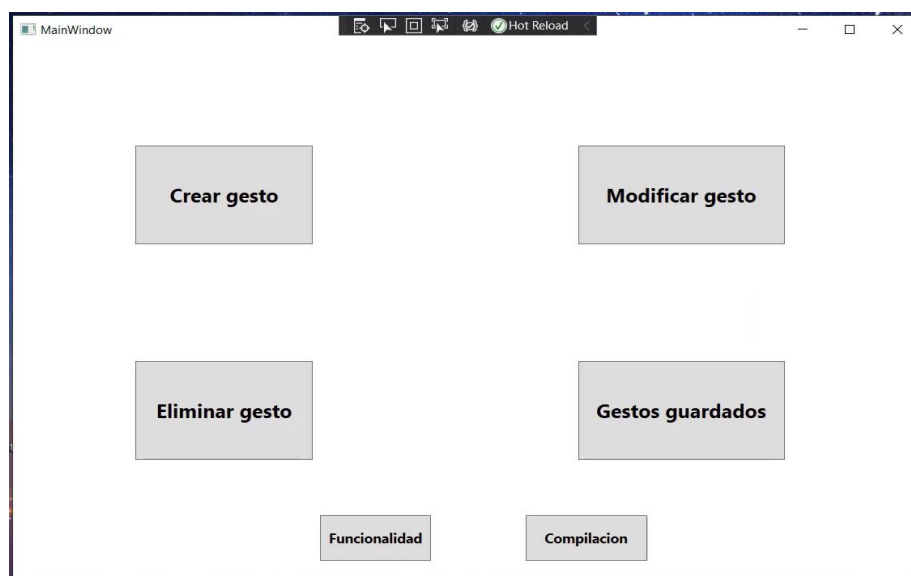 MainWindow
Hot Reload
Crear gesto
Modificar gesto
Eliminar gesto
Gestos guardados
Funcionalidad
Compilacion